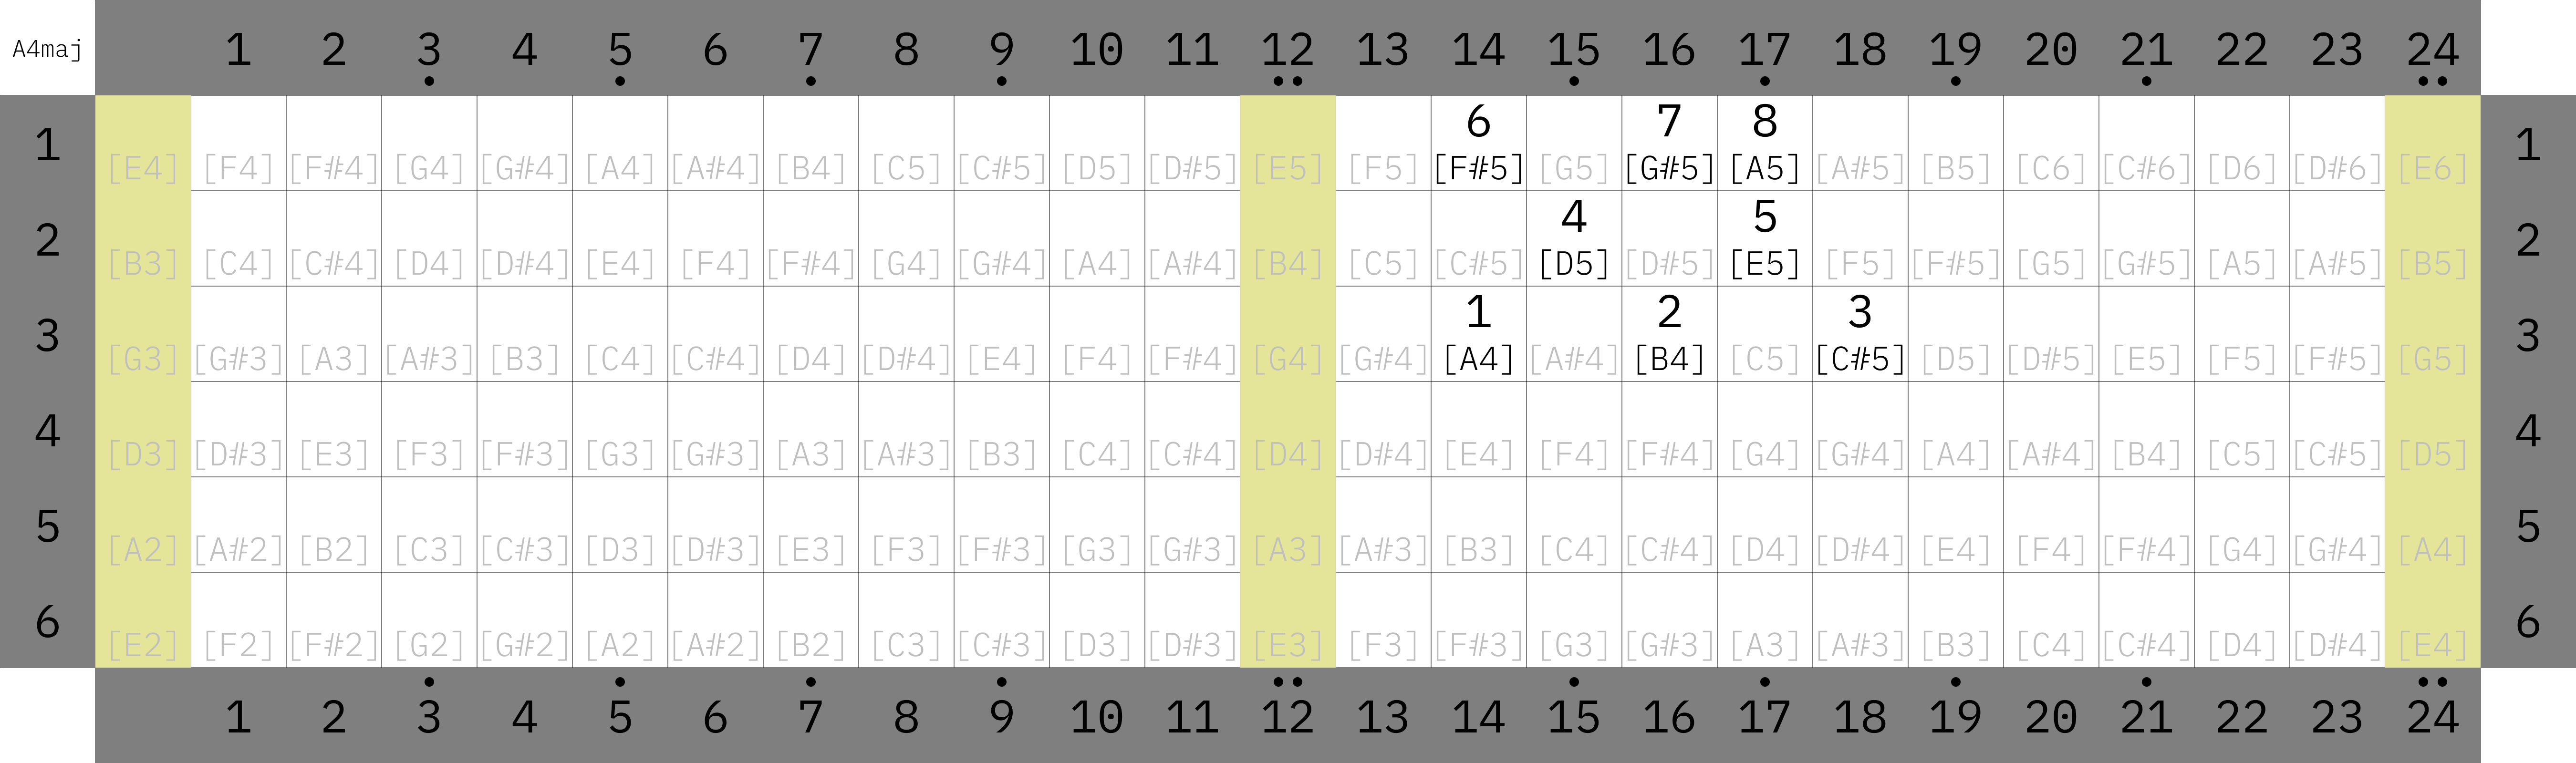 A4maj 1 2 3 4 5 6 7 8 9 10 11 12 13 14 15 16 17 18 19 20 21 22 23 24
6 7 8
1 [E4] [F4] [F#4] [G4] [G#4] [A4] [A#4] [B4] [C5] [C#5] [D5] [D#5] [E5] [F5] [F#5] [G5] [G#5] [A5] [A#5] [B5] [C6] [C#6] [D6] [D#6] [E6] 1
4 5
2 [B3] [C4] [C#4] [D4] [D#4] [E4] [F4] [F#4] [G4] [G#4] [A4] [A#4] [B4] [C5] [C#5] [D5] [D#5] [E5] [F5] [F#5] [G5] [G#5] [A5] [A#5] [B5] 2
1 2 3
3 [G3] [G#3] [A3] [A#3] [B3] [C4] [C#4] [D4] [D#4] [E4] [F4] [F#4] [G4] [G#4] [A4] [A#4] [B4] [C5] [C#5] [D5] [D#5] [E5] [F5] [F#5] [G5] 3
4 [D3] [D#3] [E3] [F3] [F#3] [G3] [G#3] [A3] [A#3] [B3] [C4] [C#4] [D4] [D#4] [E4] [F4] [F#4] [G4] [G#4] [A4] [A#4] [B4] [C5] [C#5] [D5] 4
5 [A2] [A#2] [B2] [C3] [C#3] [D3] [D#3] [E3] [F3] [F#3] [G3] [G#3] [A3] [A#3] [B3] [C4] [C#4] [D4] [D#4] [E4] [F4] [F#4] [G4] [G#4] [A4] 5
6 [E2] [F2] [F#2] [G2] [G#2] [A2] [A#2] [B2] [C3] [C#3] [D3] [D#3] [E3] [F3] [F#3] [G3] [G#3] [A3] [A#3] [B3] [C4] [C#4] [D4] [D#4] [E4] 6
1 2 3 4 5 6 7 8 9 10 11 12 13 14 15 16 17 18 19 20 21 22 23 24